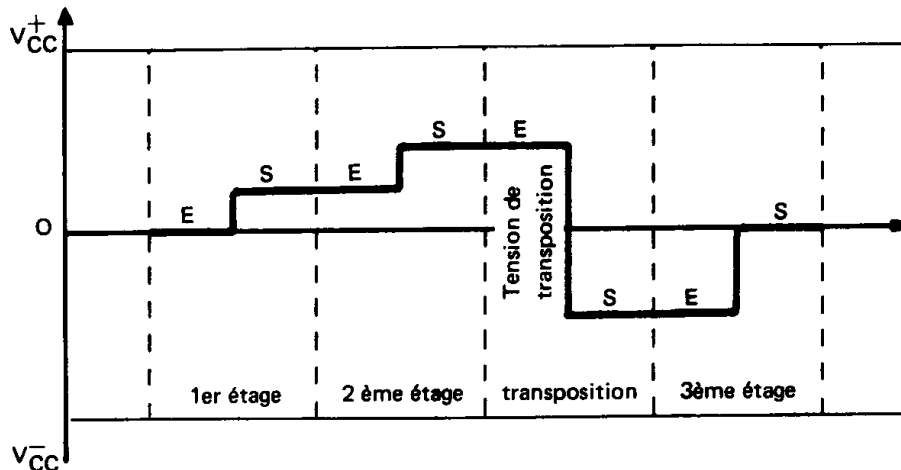 V+CC
S
E
S
E
E
S
O
Tension de
transposition
S
E
1er étage
2 ème étage
transposition
3ème étage
V-CC